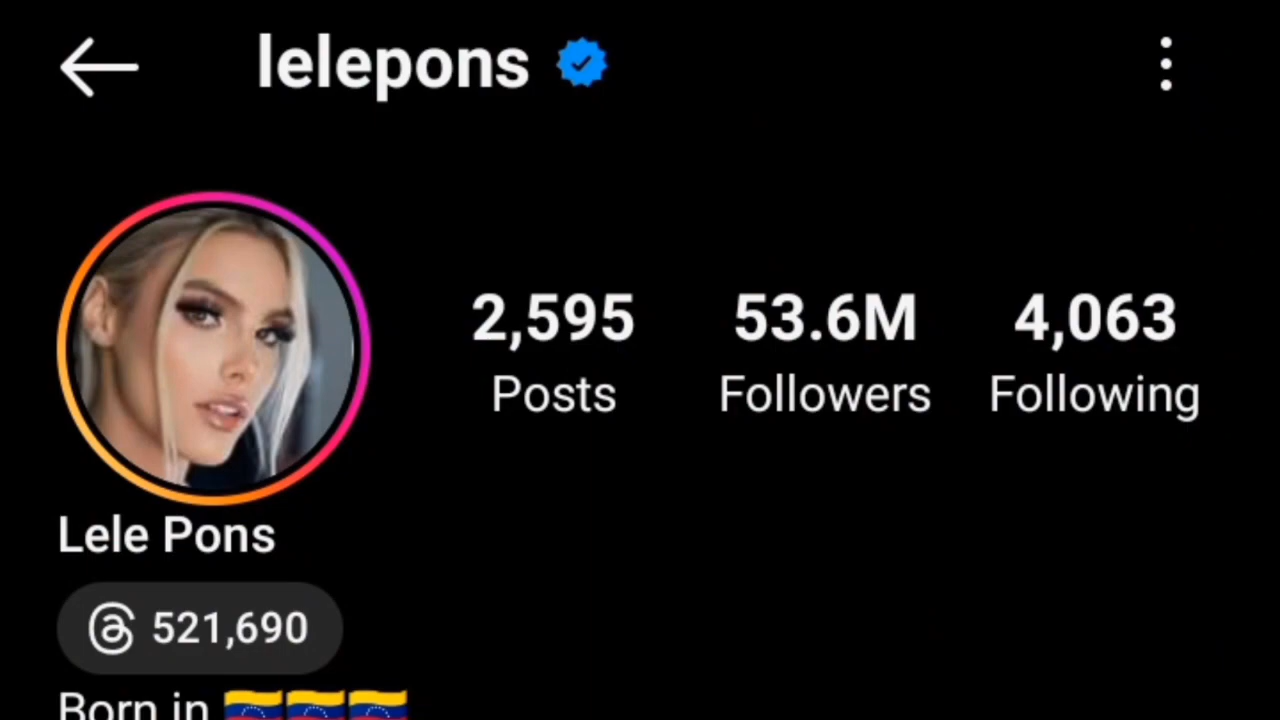 lelepons
2,595 53.6M 4,063
Posts Followers Following
Lele Pons
521,690
Born in 🇻🇪🇻🇪🇻🇪